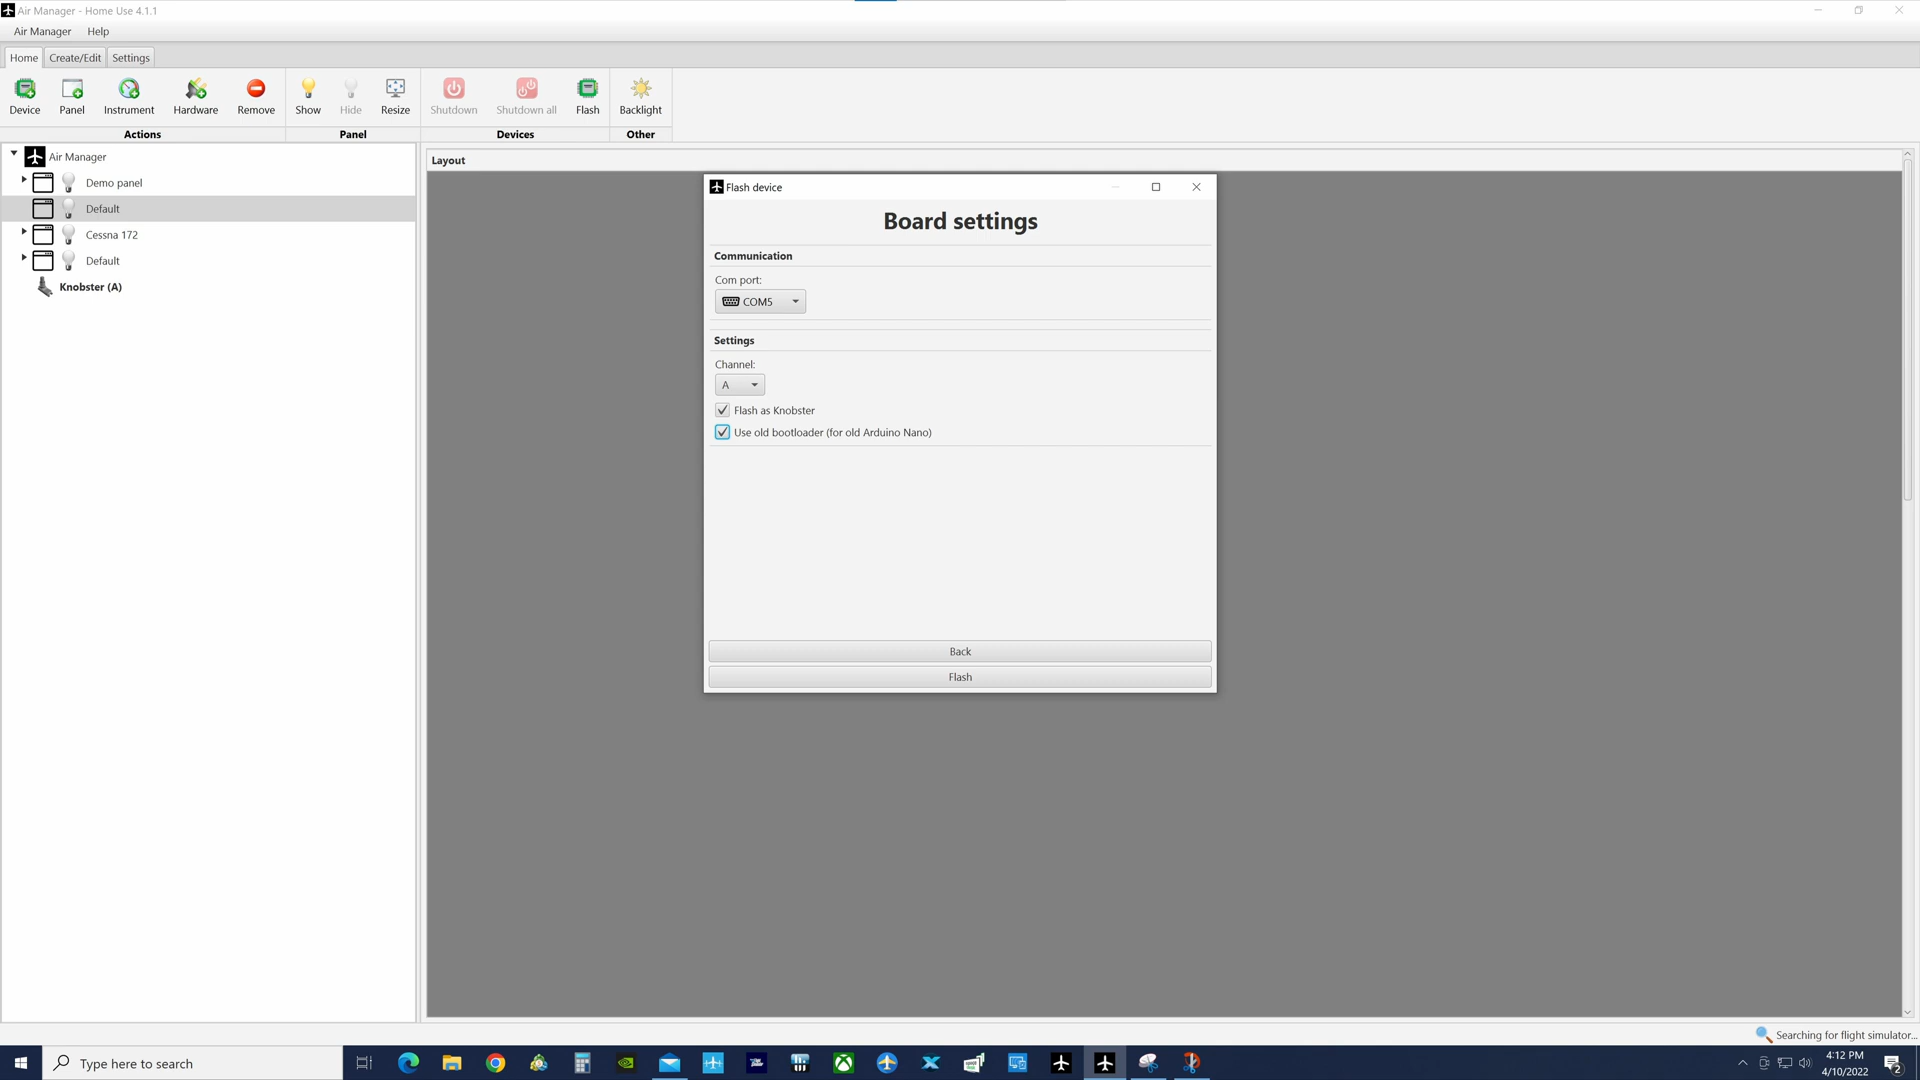 Air Manager - Home Use 4.1.1
Air Manager Help
Home Create/Edit Settings
Device Panel Instrument Hardware Remove Show Hide Resize Shutdown Shutdown all Flash Backlight
Actions Panel Devices Other
Air Manager
Demo panel
Default
Cessna 172
Default
Knobster (A)
Layout
Flash device
Board settings
Communication
Com port:
COM5
Settings
Channel:
A
Flash as Knobster
Use old bootloader (for old Arduino Nano)
Back
Flash
Searching for flight simulator...
Type here to search
4:12 PM
4/10/2022
2